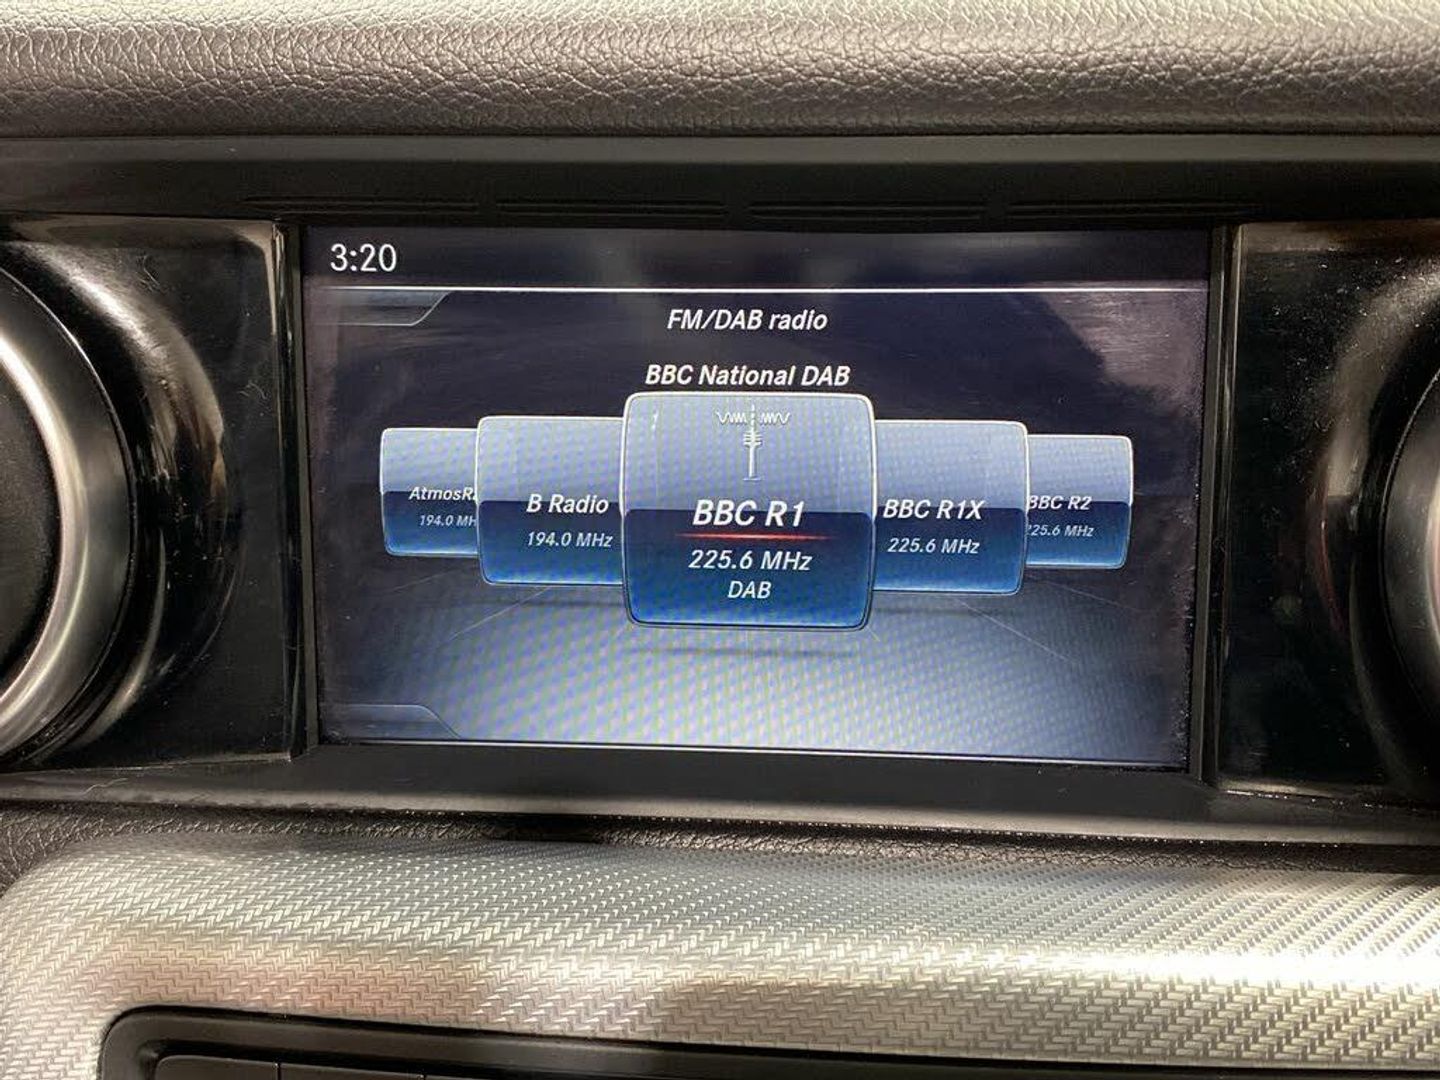 3:20
FM/DAB radio
BBC National DAB
B Radio
194.0 MHz
BBC R1
225.6 MHz
DAB
BBC R1X
225.6 MHz
BBC R2
225.6 MHz
194.0 MH